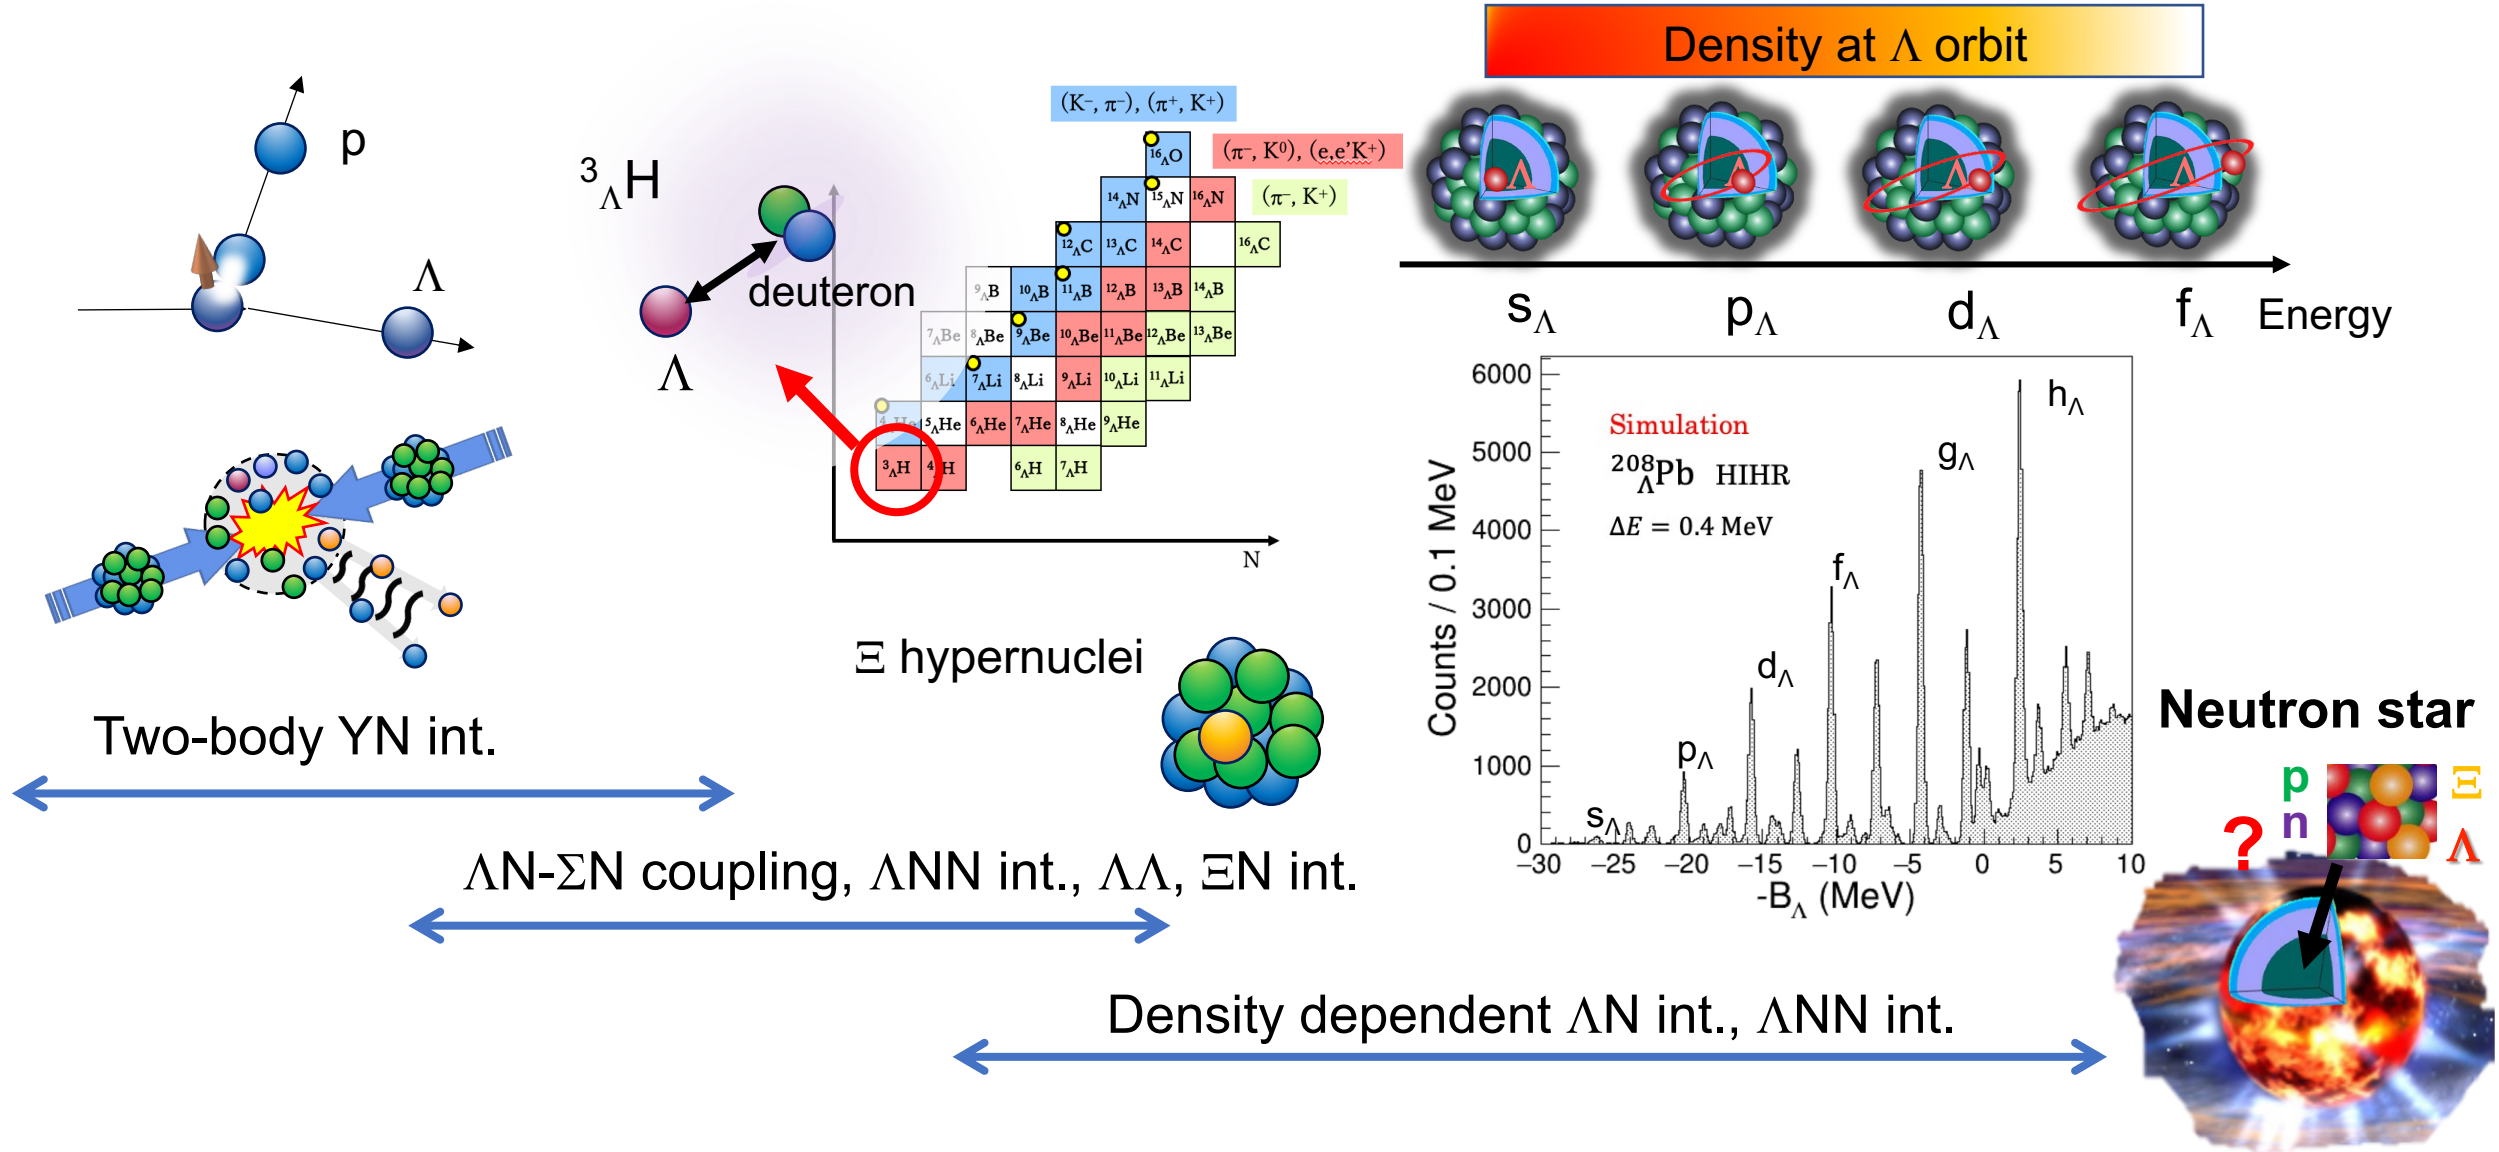 p
Λ
³ΛH
deuteron
Λ
(K⁻, π⁻), (π⁺, K⁺)
(π⁻, K⁰), (e,e'K⁺)
(π⁻, K⁺)
¹⁶ΛO
¹⁴ΛN ¹⁵ΛN ¹⁶ΛN
¹²ΛC ¹³ΛC ¹⁴ΛC ¹⁶ΛC
⁹ΛB ¹⁰ΛB ¹¹ΛB ¹²ΛB ¹³ΛB ¹⁴ΛB
⁷ΛBe ⁸ΛBe ⁹ΛBe ¹⁰ΛBe ¹¹ΛBe ¹²ΛBe ¹³ΛBe
⁶ΛLi ⁷ΛLi ⁸ΛLi ⁹ΛLi ¹⁰ΛLi ¹¹ΛLi
⁴ΛHe ⁵ΛHe ⁶ΛHe ⁷ΛHe ⁸ΛHe ⁹ΛHe
³ΛH ⁴ΛH ⁶ΛH ⁷ΛH
N
Density at Λ orbit
Λ Λ Λ Λ
sΛ pΛ dΛ fΛ Energy
Simulation
²⁰⁸ΛPb HIHR
ΔE = 0.4 MeV
sΛ
pΛ
dΛ
fΛ
gΛ
hΛ
Counts / 0.1 MeV
6000
5000
4000
3000
2000
1000
0
−30 −25 −20 −15 −10 −5 0 5 10
-BΛ (MeV)
Ξ hypernuclei
Two-body YN int.
ΛN-ΣN coupling, ΛNN int., ΛΛ, ΞN int.
Density dependent ΛN int., ΛNN int.
Neutron star
p
n
Ξ
Λ
?